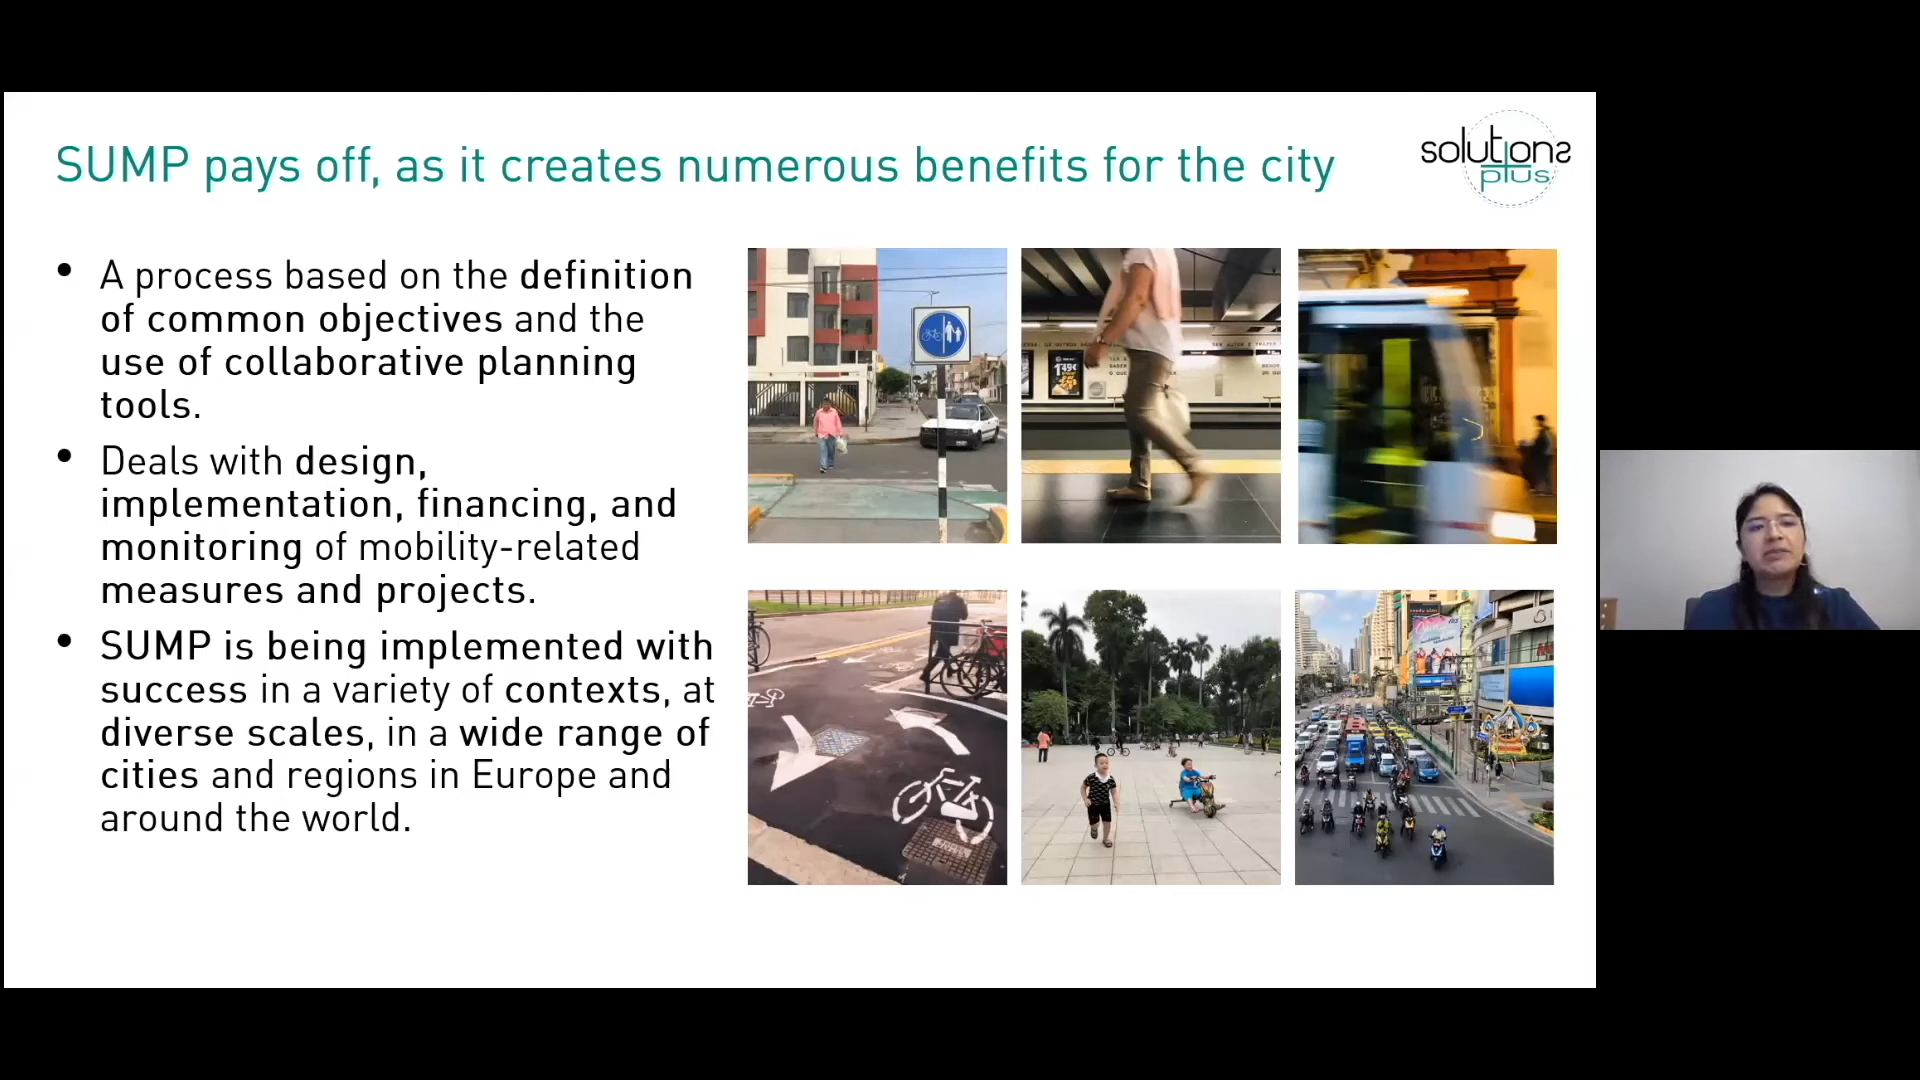 SUMP pays off, as it creates numerous benefits for the city
solutions
plus
• A process based on the definition
of common objectives and the
use of collaborative planning
tools.
• Deals with design,
implementation, financing, and
monitoring of mobility-related
measures and projects.
• SUMP is being implemented with
success in a variety of contexts, at
diverse scales, in a wide range of
cities and regions in Europe and
around the world.
1'49€